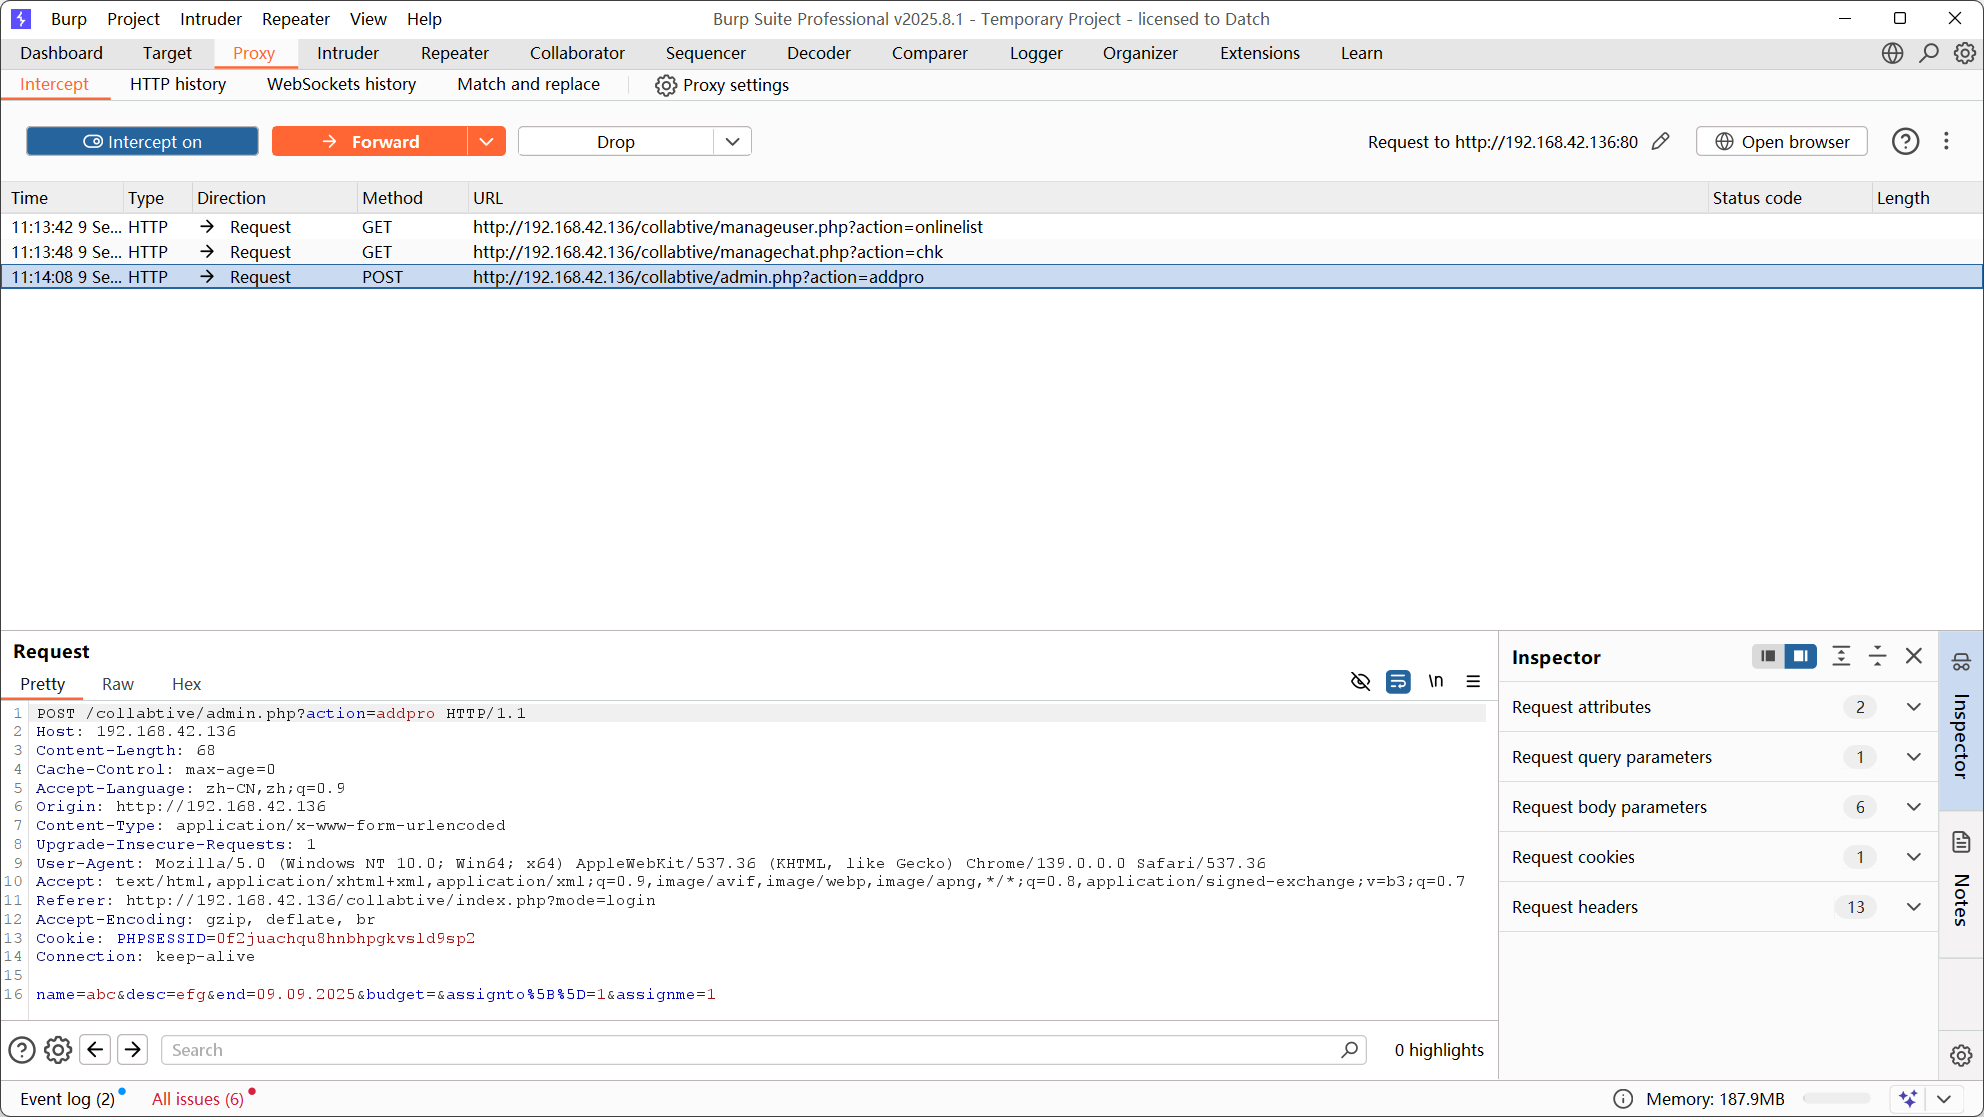 Burp Project Intruder Repeater View Help Burp Suite Professional v2025.8.1 - Temporary Project - licensed to Datch
Dashboard Target Proxy Intruder Repeater Collaborator Sequencer Decoder Comparer Logger Organizer Extensions Learn
Intercept HTTP history WebSockets history Match and replace Proxy settings
Intercept on Forward Drop Request to http://192.168.42.136:80 Open browser
Time Type Direction Method URL Status code Length
11:13:42 9 Se... HTTP → Request GET http://192.168.42.136/collabtive/manageuser.php?action=onlinelist
11:13:48 9 Se... HTTP → Request GET http://192.168.42.136/collabtive/managechat.php?action=chk
11:14:08 9 Se... HTTP → Request POST http://192.168.42.136/collabtive/admin.php?action=addpro
Request
Pretty Raw Hex \n
1 POST /collabtive/admin.php?action=addpro HTTP/1.1
2 Host: 192.168.42.136
3 Content-Length: 68
4 Cache-Control: max-age=0
5 Accept-Language: zh-CN,zh;q=0.9
6 Origin: http://192.168.42.136
7 Content-Type: application/x-www-form-urlencoded
8 Upgrade-Insecure-Requests: 1
9 User-Agent: Mozilla/5.0 (Windows NT 10.0; Win64; x64) AppleWebKit/537.36 (KHTML, like Gecko) Chrome/139.0.0.0 Safari/537.36
10 Accept: text/html,application/xhtml+xml,application/xml;q=0.9,image/avif,image/webp,image/apng,*/*;q=0.8,application/signed-exchange;v=b3;q=0.7
11 Referer: http://192.168.42.136/collabtive/index.php?mode=login
12 Accept-Encoding: gzip, deflate, br
13 Cookie: PHPSESSID=0f2juachqu8hnbhpgkvsld9sp2
14 Connection: keep-alive
15
16 name=abc&desc=efg&end=09.09.2025&budget=&assignto%5B%5D=1&assignme=1
Search 0 highlights
Inspector
Request attributes 2
Request query parameters 1
Request body parameters 6
Request cookies 1
Request headers 13
Inspector
Notes
Event log (2) All issues (6) Memory: 187.9MB